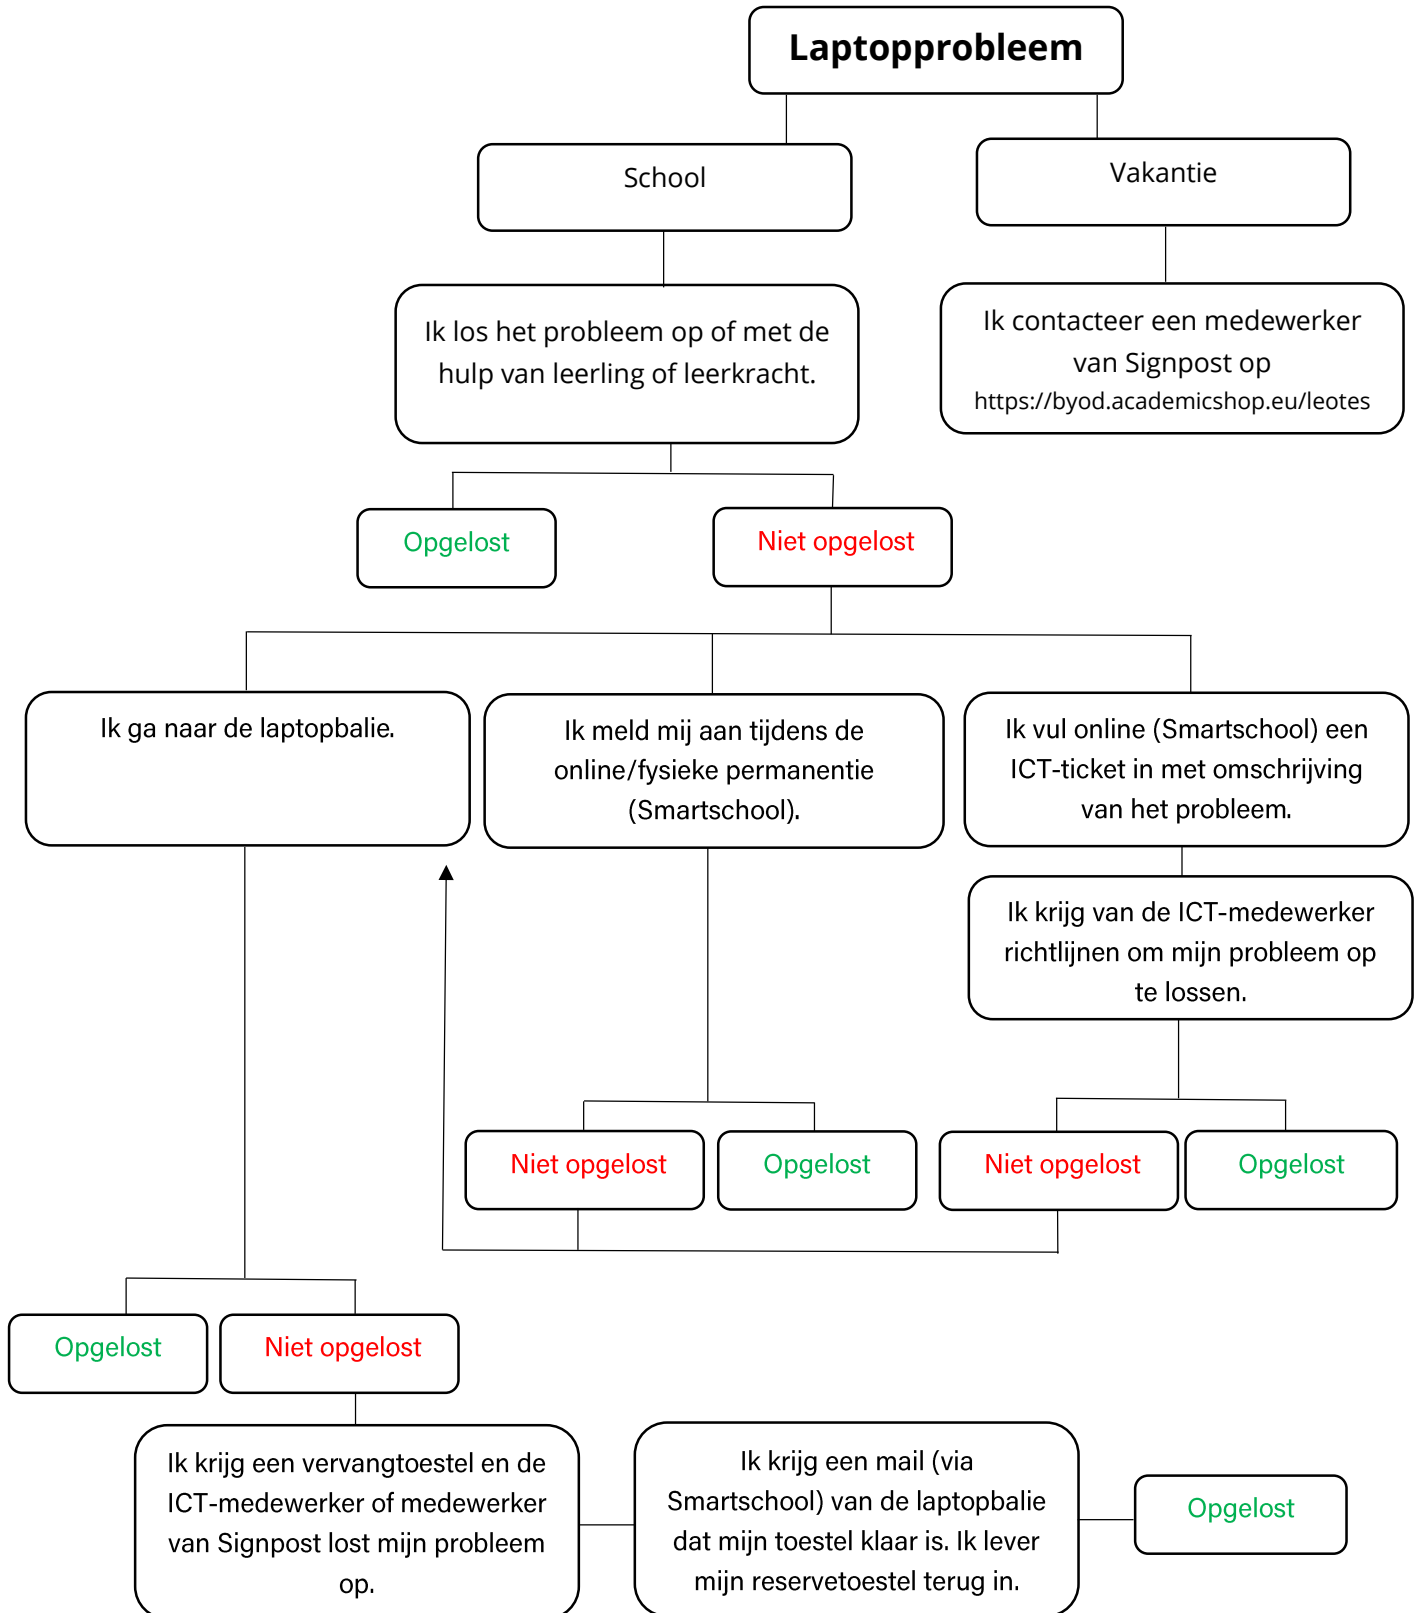 Laptopprobleem
School
Vakantie
Ik los het probleem op of met de
hulp van leerling of leerkracht.
Ik contacteer een medewerker
van Signpost op
https://byod.academicshop.eu/leotes
Opgelost
Niet opgelost
Ik ga naar de laptopbalie.
Ik meld mij aan tijdens de
online/fysieke permanentie
(Smartschool).
Ik vul online (Smartschool) een
ICT-ticket in met omschrijving
van het probleem.
Ik krijg van de ICT-medewerker
richtlijnen om mijn probleem op
te lossen.
Niet opgelost
Opgelost
Niet opgelost
Opgelost
Opgelost
Niet opgelost
Ik krijg een vervangtoestel en de
ICT-medewerker of medewerker
van Signpost lost mijn probleem
op.
Ik krijg een mail (via
Smartschool) van de laptopbalie
dat mijn toestel klaar is. Ik lever
mijn reservetoestel terug in.
Opgelost